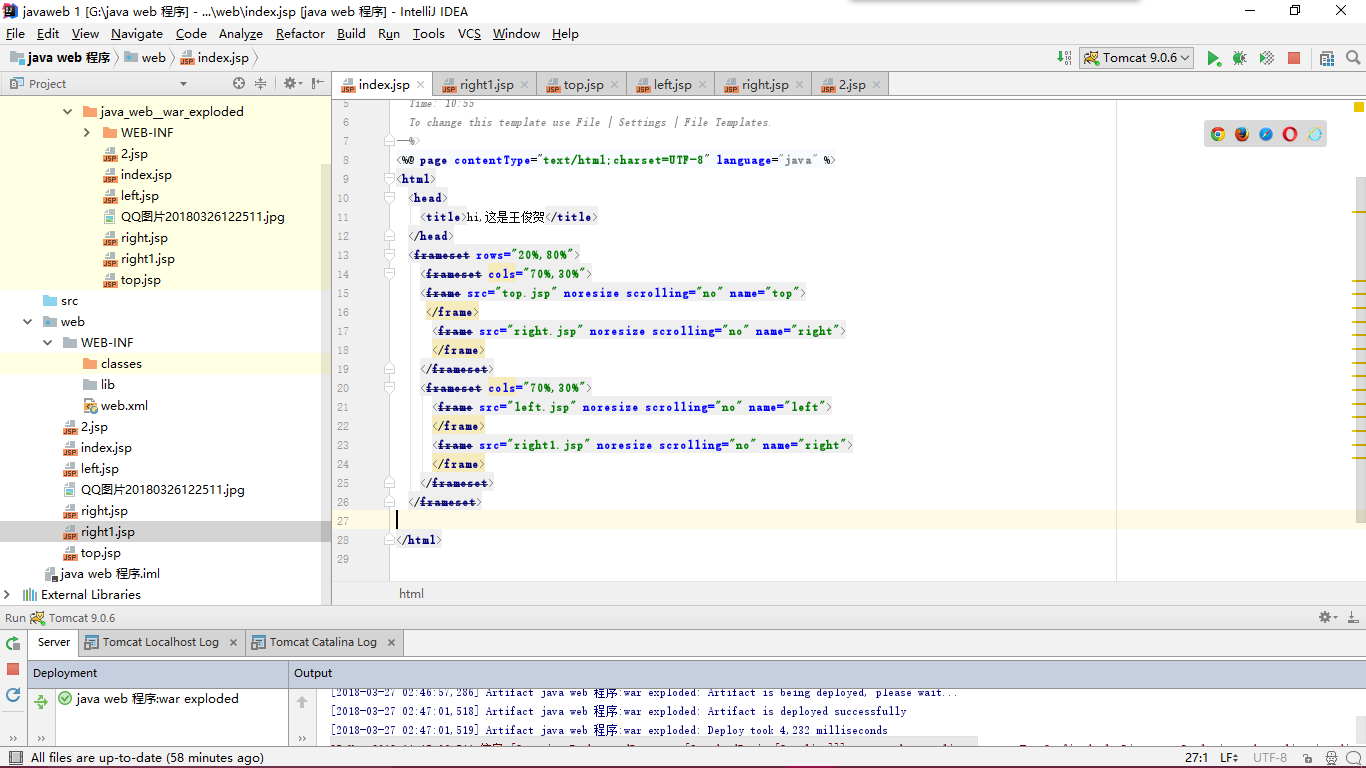 javaweb 1 [G:\java web 程序] - ...\web\index.jsp [java web 程序] - IntelliJ IDEA
File Edit View Navigate Code Analyze Refactor Build Run Tools VCS Window Help
java web 程序 web index.jsp
Tomcat 9.0.6
Project
index.jsp right1.jsp top.jsp left.jsp right.jsp 2.jsp
java_web__war_exploded
WEB-INF
2.jsp
index.jsp
left.jsp
QQ图片20180326122511.jpg
right.jsp
right1.jsp
top.jsp
src
web
WEB-INF
classes
lib
web.xml
2.jsp
index.jsp
left.jsp
QQ图片20180326122511.jpg
right.jsp
right1.jsp
top.jsp
java web 程序.iml
External Libraries
5 Time: 10:55
6 To change this template use File | Settings | File Templates.
7 --%>
8 <%@ page contentType="text/html;charset=UTF-8" language="java" %>
9 <html>
10 <head>
11 <title>hi,这是王俊贺</title>
12 </head>
13 <frameset rows="20%,80%">
14 <frameset cols="70%,30%">
15 <frame src="top.jsp" noresize scrolling="no" name="top">
16 </frame>
17 <frame src="right.jsp" noresize scrolling="no" name="right">
18 </frame>
19 </frameset>
20 <frameset cols="70%,30%">
21 <frame src="left.jsp" noresize scrolling="no" name="left">
22 </frame>
23 <frame src="right1.jsp" noresize scrolling="no" name="right">
24 </frame>
25 </frameset>
26 </frameset>
27
28 </html>
29
html
Run Tomcat 9.0.6
Server Tomcat Localhost Log Tomcat Catalina Log
Deployment Output
java web 程序:war exploded
[2018-03-27 02:46:57,286] Artifact java web 程序:war exploded: Artifact is being deployed, please wait...
[2018-03-27 02:47:01,518] Artifact java web 程序:war exploded: Artifact is deployed successfully
[2018-03-27 02:47:01,519] Artifact java web 程序:war exploded: Deploy took 4,232 milliseconds
All files are up-to-date (58 minutes ago) 27:1 LF UTF-8